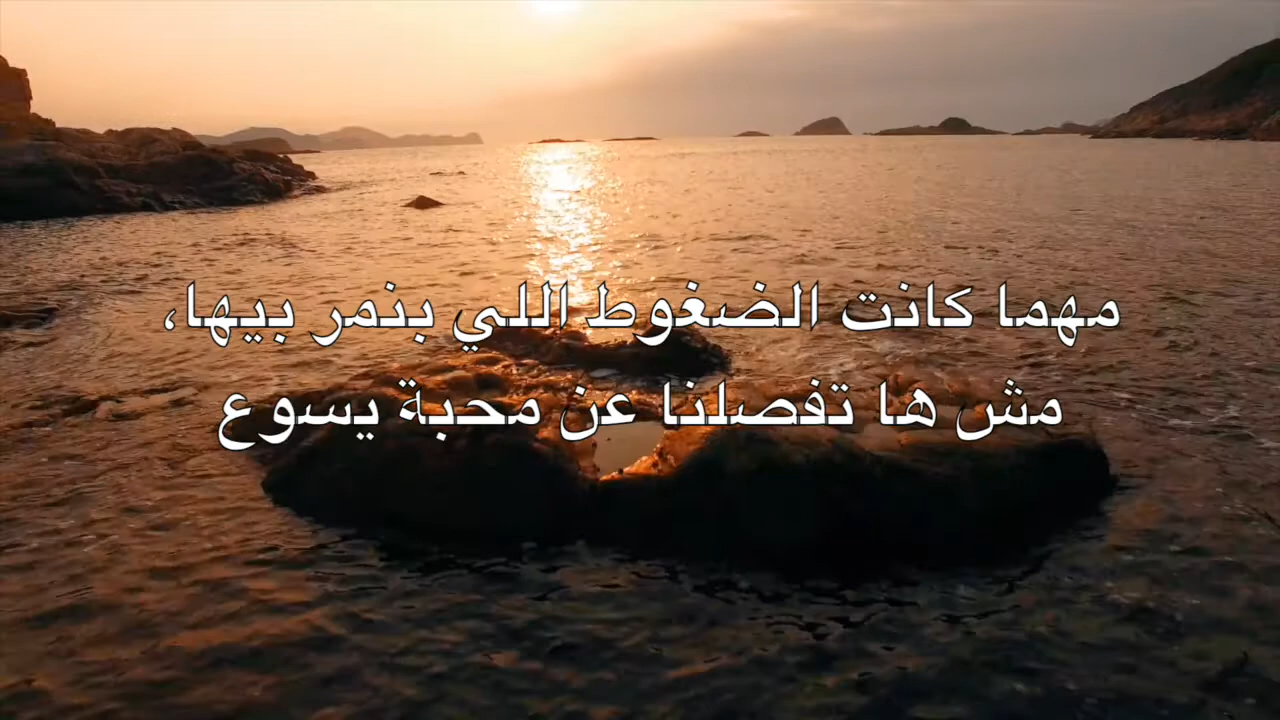 مهما كانت الضغوط اللي بنمر بيها،
مش ها تفصلنا عن محبة يسوع